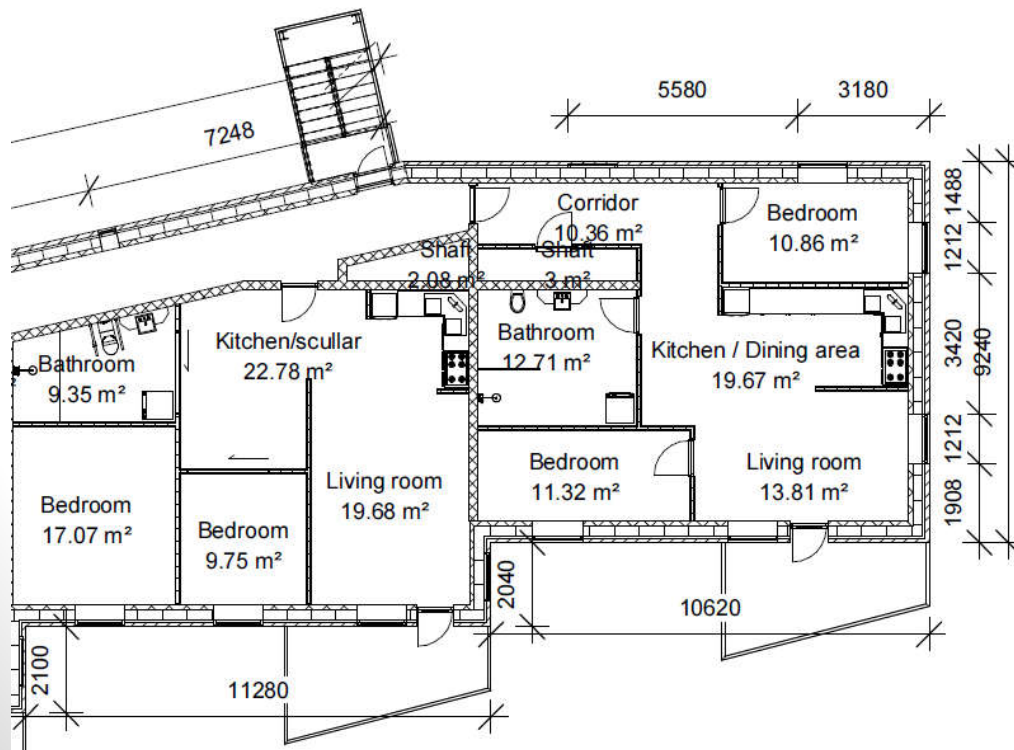 5580
3180
7248
Corridor
10.36 m²
Bedroom
10.86 m²
1488
1212
3420
1212
1908
9240
Shaft
2.08 m²
Shaft
3 m²
Kitchen/scullar
22.78 m²
Bathroom
12.71 m²
Kitchen / Dining area
19.67 m²
Bathroom
9.35 m²
Bedroom
11.32 m²
Living room
13.81 m²
Living room
19.68 m²
Bedroom
17.07 m²
Bedroom
9.75 m²
2040
10620
2100
11280